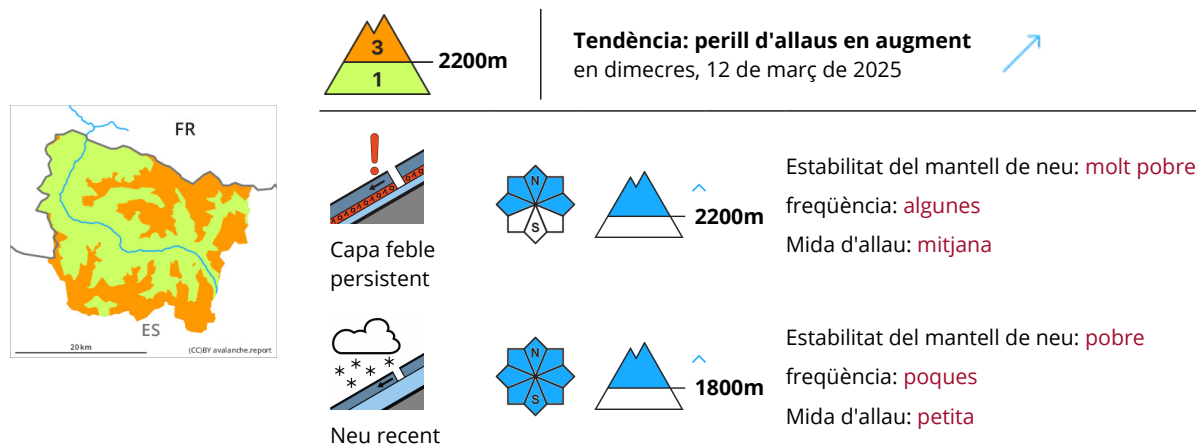 3
1
2200m
Tendència: perill d'allaus en augment
en dimecres, 12 de març de 2025
FR
ES
20 km
(CC)BY avalanche.report
Capa feble
persistent
N
S
2200m
Estabilitat del mantell de neu: molt pobre
freqüència: algunes
Mida d'allau: mitjana
Neu recent
N
S
1800m
Estabilitat del mantell de neu: pobre
freqüència: poques
Mida d'allau: petita